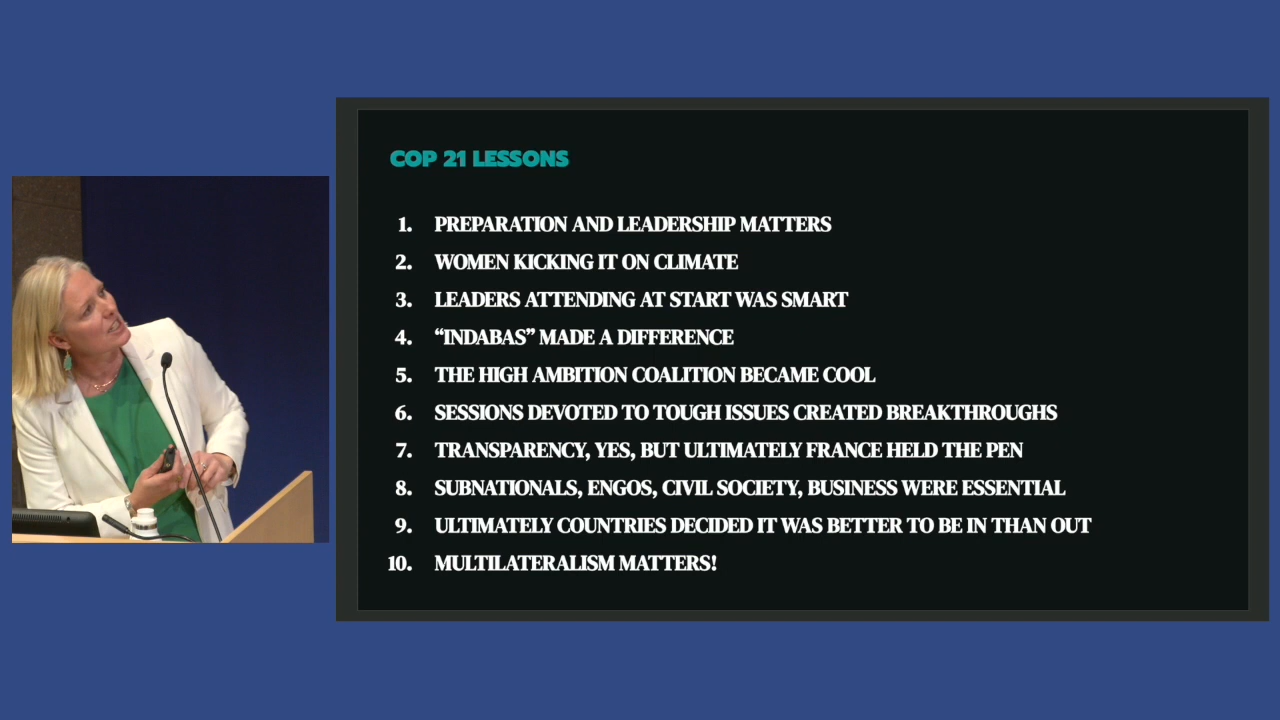 COP 21 LESSONS
1. PREPARATION AND LEADERSHIP MATTERS
2. WOMEN KICKING IT ON CLIMATE
3. LEADERS ATTENDING AT START WAS SMART
4. “INDABAS” MADE A DIFFERENCE
5. THE HIGH AMBITION COALITION BECAME COOL
6. SESSIONS DEVOTED TO TOUGH ISSUES CREATED BREAKTHROUGHS
7. TRANSPARENCY, YES, BUT ULTIMATELY FRANCE HELD THE PEN
8. SUBNATIONALS, ENGOS, CIVIL SOCIETY, BUSINESS WERE ESSENTIAL
9. ULTIMATELY COUNTRIES DECIDED IT WAS BETTER TO BE IN THAN OUT
10. MULTILATERALISM MATTERS!